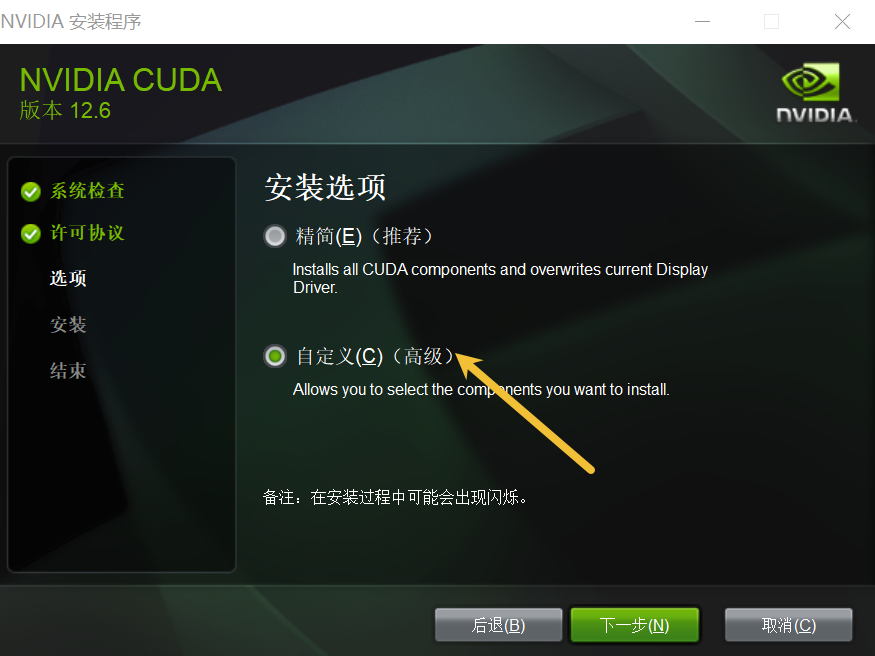 NVIDIA 安装程序
NVIDIA CUDA
版本 12.6
NVIDIA.
系统检查
许可协议
选项
安装
结束
安装选项
精简(E)（推荐）
Installs all CUDA components and overwrites current Display
Driver.
自定义(C)（高级）
Allows you to select the components you want to install.
备注：在安装过程中可能会出现闪烁。
后退(B)
下一步(N)
取消(C)